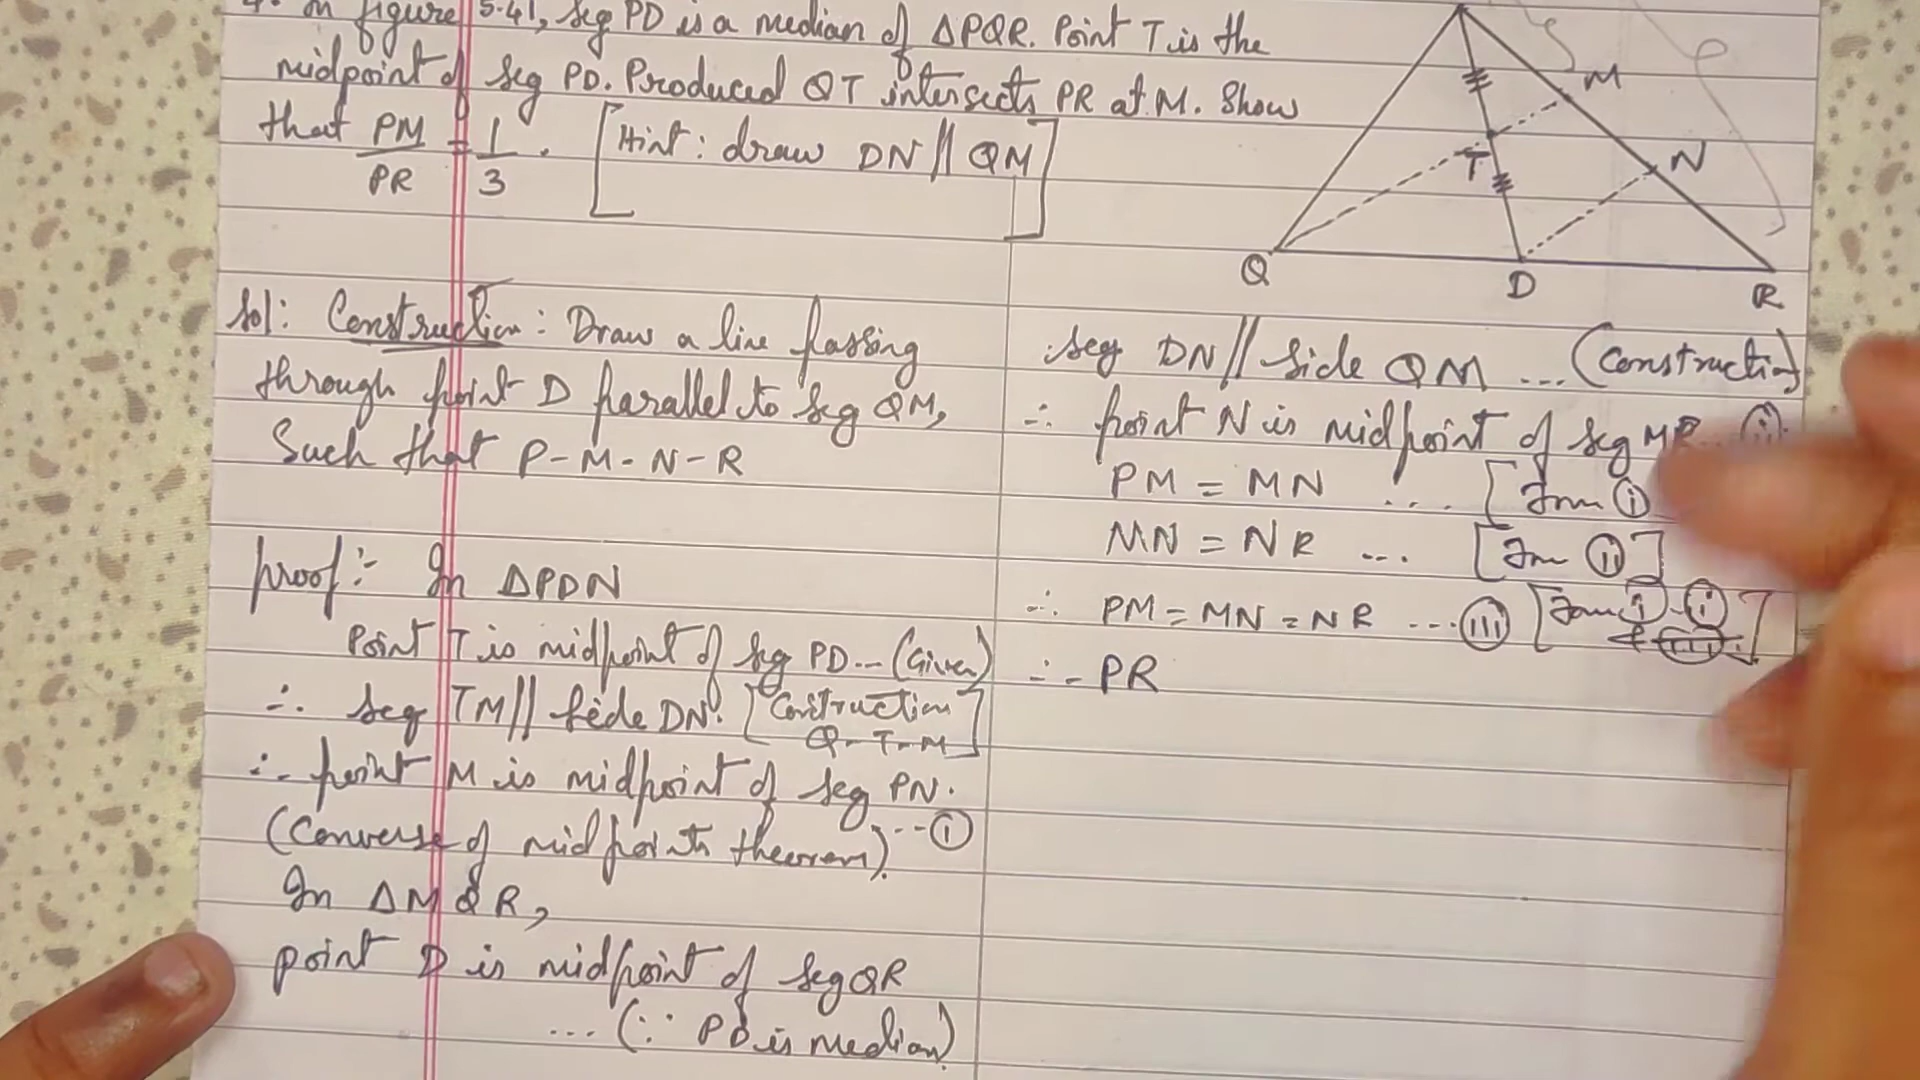 4. In figure 5.41, seg PD is a median of ΔPQR. Point T is the
midpoint of seg PD. Produced QT intersects PR at M. Show
that PM/PR = 1/3. [Hint: draw DN || QM]
M
N
T
Q
D
R
Sol: Construction: Draw a line passing
through point D parallel to seg QM,
Such that P-M-N-R
proof:- In ΔPDN
Point T is midpoint of seg PD...(Given)
∴ seg TM || side DN. [Construction Q-T-M]
∴ point M is midpoint of seg PN.
(Converse of midpoints theorem) ...(i)
In ΔMQR,
point D is midpoint of seg QR
...(∵ PD is median)
seg DN || side QM ... (Construction)
∴ point N is midpoint of seg MR...(ii)
PM = MN .... [From (i)
MN = NR ... [From (ii)]
∴ PM = MN = NR ...(III) [From (i)
∴ PR